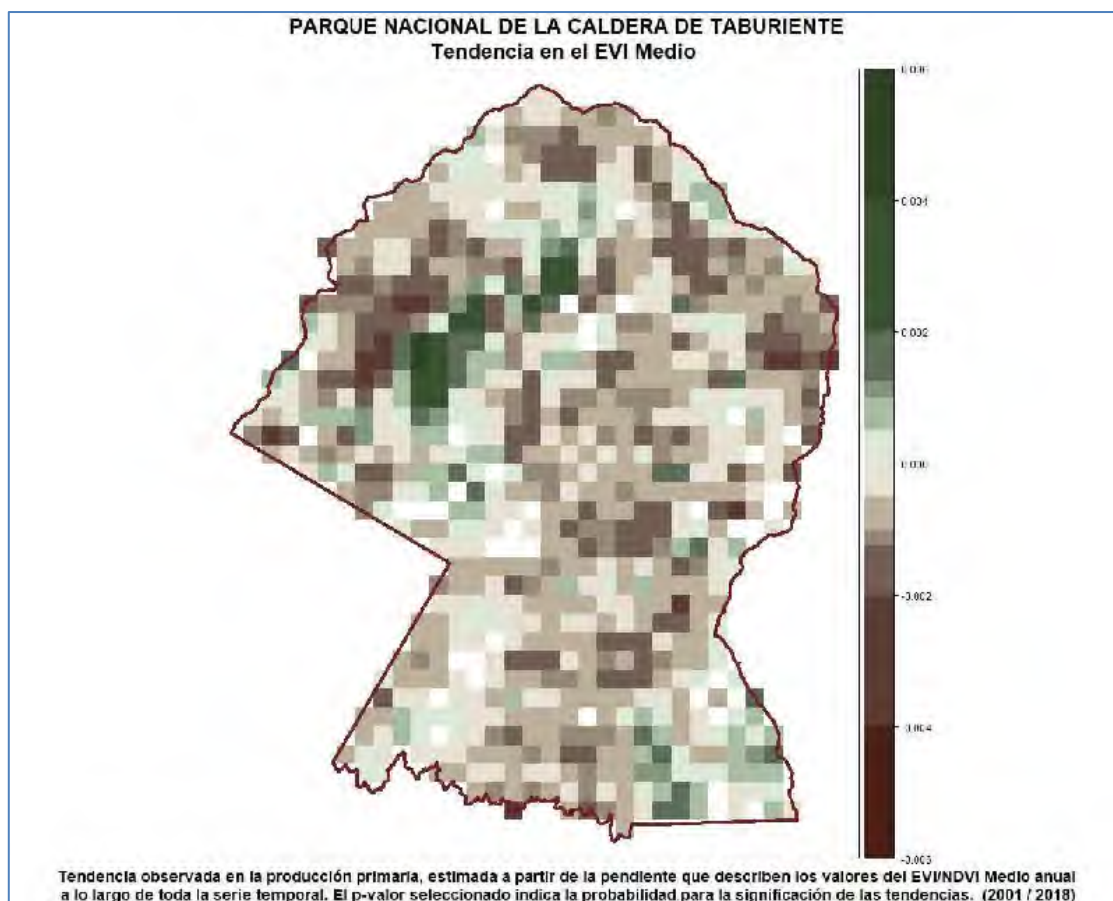 PARQUE NACIONAL DE LA CALDERA DE TABURIENTE
Tendencia en el EVI Medio
0.006
0.004
0.002
0.000
-0.002
-0.004
-0.006
Tendencia observada en la producción primaria, estimada a partir de la pendiente que describen los valores del EVI/NDVI Medio anual
a lo largo de toda la serie temporal. El p-valor seleccionado indica la probabilidad para la significación de las tendencias. (2001 / 2018)